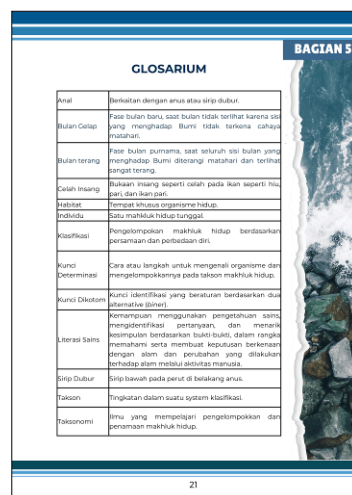 BAGIAN 5
GLOSARIUM
Anal
Berkaitan dengan anus atau sirip dubur.
Bulan Gelap
Fase bulan baru, saat bulan tidak terlihat karena sisi
yang menghadap Bumi tidak terkena cahaya
matahari.
Bulan terang
Fase bulan purnama, saat seluruh sisi bulan yang
menghadap Bumi diterangi matahari dan terlihat
sangat terang.
Celah Insang
Bukaan insang seperti celah pada ikan seperti hiu,
pari, dan ikan pari.
Habitat
Tempat khusus organisme hidup.
Individu
Satu mahkluk hidup tunggal.
Klasifikasi
Pengelompokan makhluk hidup berdasarkan
persamaan dan perbedaan diri.
Kunci
Determinasi
Cara atau langkah untuk mengenali organisme dan
mengelompokkannya pada takson makhluk hidup.
Kunci Dikotom
Kunci identifikasi yang beraturan berdasarkan dua
alternative (biner).
Literasi Sains
Kemampuan menggunakan pengetahuan sains,
mengidentifikasi pertanyaan, dan menarik
kesimpulan berdasarkan bukti-bukti, dalam rangka
memahami serta membuat keputusan berkenaan
dengan alam dan perubahan yang dilakukan
terhadap alam melalui aktivitas manusia.
Sirip Dubur
Sirip bawah pada perut di belakang anus.
Takson
Tingkatan dalam suatu system klasifikasi.
Taksonomi
Ilmu yang mempelajari pengelompokkan dan
penamaan makhluk hidup.
21